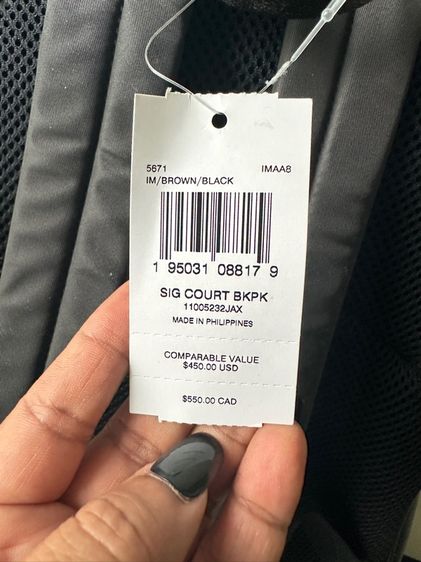 5671 IMAA8
IM/BROWN/BLACK
1 95031 08817 9
SIG COURT BKPK
11005232JAX
MADE IN PHILIPPINES
COMPARABLE VALUE
$450.00 USD
$550.00 CAD